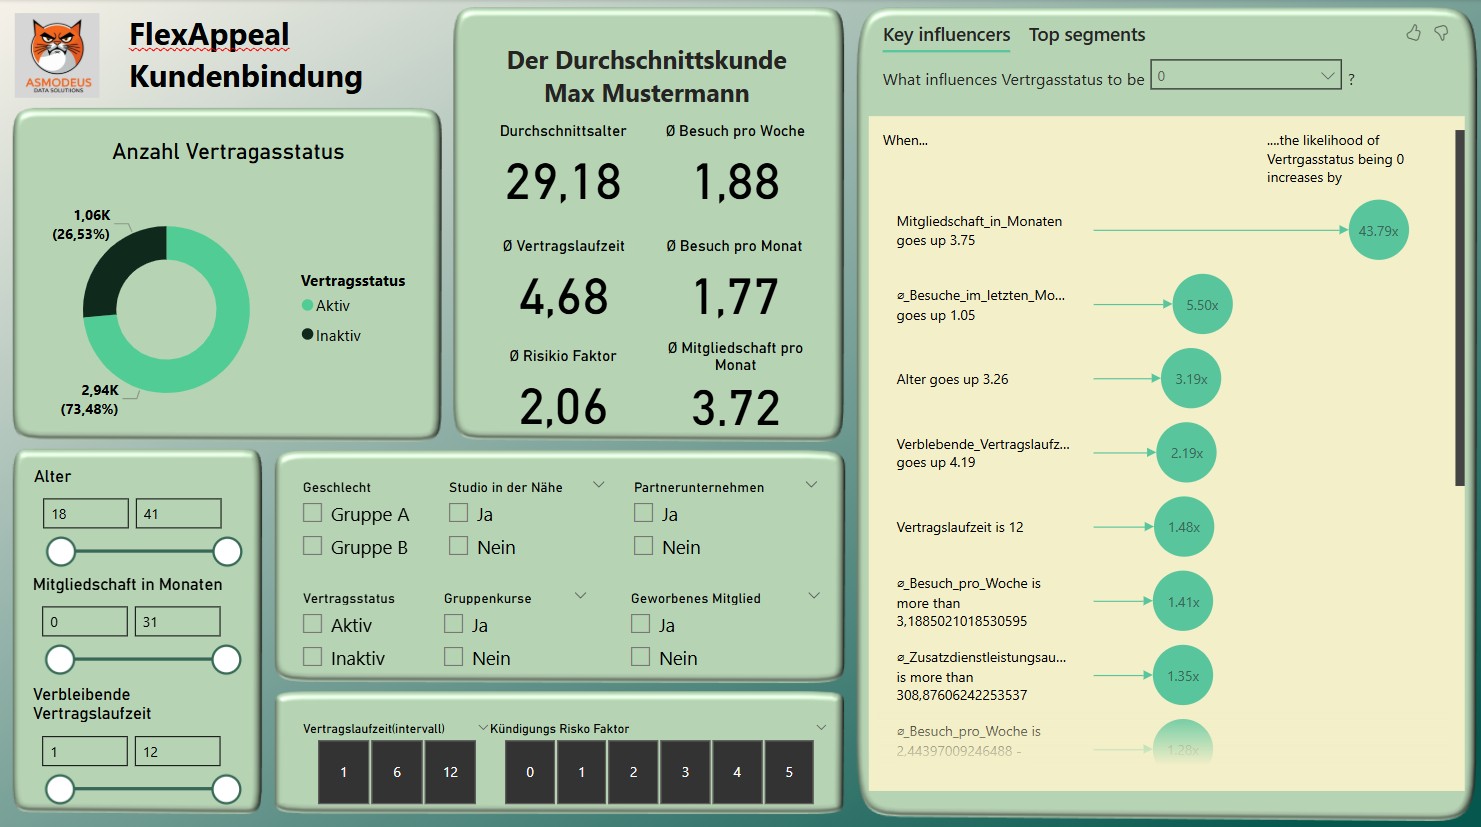 ASMODEUS
DATA SOLUTIONS
FlexAppeal
Kundenbindung
Anzahl Vertragasstatus
1,06K
(26,53%)
2,94K
(73,48%)
Vertragsstatus
Aktiv
Inaktiv
Der Durchschnittskunde
Max Mustermann
Durchschnittsalter
Ø Besuch pro Woche
29,18
1,88
Ø Vertragslaufzeit
Ø Besuch pro Monat
4,68
1,77
Ø Risikio Faktor
Ø Mitgliedschaft pro
Monat
2,06
3,72
Alter
18
41
Mitgliedschaft in Monaten
0
31
Verbleibende
Vertragslaufzeit
1
12
Geschlecht
Gruppe A
Gruppe B
Studio in der Nähe
Ja
Nein
Partnerunternehmen
Ja
Nein
Vertragsstatus
Aktiv
Inaktiv
Gruppenkurse
Ja
Nein
Geworbenes Mitglied
Ja
Nein
Vertragslaufzeit(intervall)
1
6
12
Kündigungs Risko Faktor
0
1
2
3
4
5
Key influencers
Top segments
What influences Vertrgasstatus to be 0 ?
When...
....the likelihood of
Vertrgasstatus being 0
increases by
Mitgliedschaft_in_Monaten
goes up 3.75
43.79x
⌀_Besuche_im_letzten_Mo...
goes up 1.05
5.50x
Alter goes up 3.26
3.19x
Verblebende_Vertragslaufz...
goes up 4.19
2.19x
Vertragslaufzeit is 12
1.48x
⌀_Besuch_pro_Woche is
more than
3,1885021018530595
1.41x
⌀_Zusatzdienstleistungsau...
is more than
308,87606242253537
1.35x
⌀_Besuch_pro_Woche is
2,44397009246488 -
1.28x